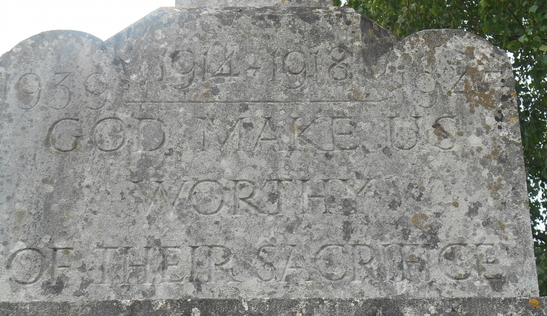 1939 1914-1918 1945
GOD MAKE US
WORTHY
OF THEIR SACRIFICE